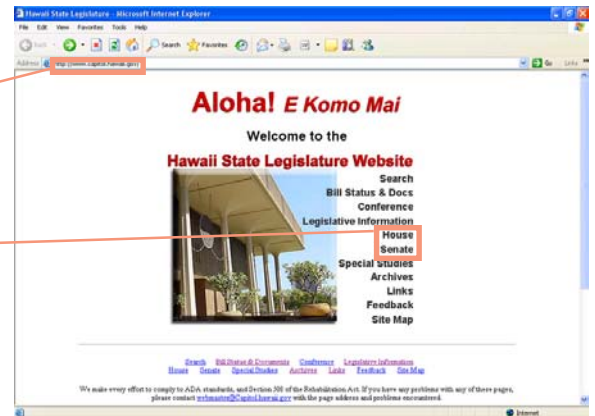 Hawaii State Legislature - Microsoft Internet Explorer
File Edit View Favorites Tools Help
Search Favorites
Address http://www.capitol.hawaii.gov/ Go Links
Aloha! E Komo Mai
Welcome to the
Hawaii State Legislature Website
Search
Bill Status & Docs
Conference
Legislative Information
House
Senate
Special Studies
Archives
Links
Feedback
Site Map
Search Bill Status & Documents Conference Legislative Information
House Senate Special Studies Archives Links Feedback Site Map
We make every effort to comply to ADA standards, and Section 508 of the Rehabilitation Act. If you have any problems with any of these pages,
please contact webmaster@Capitol.hawaii.gov with the page address and problems encountered.
Internet